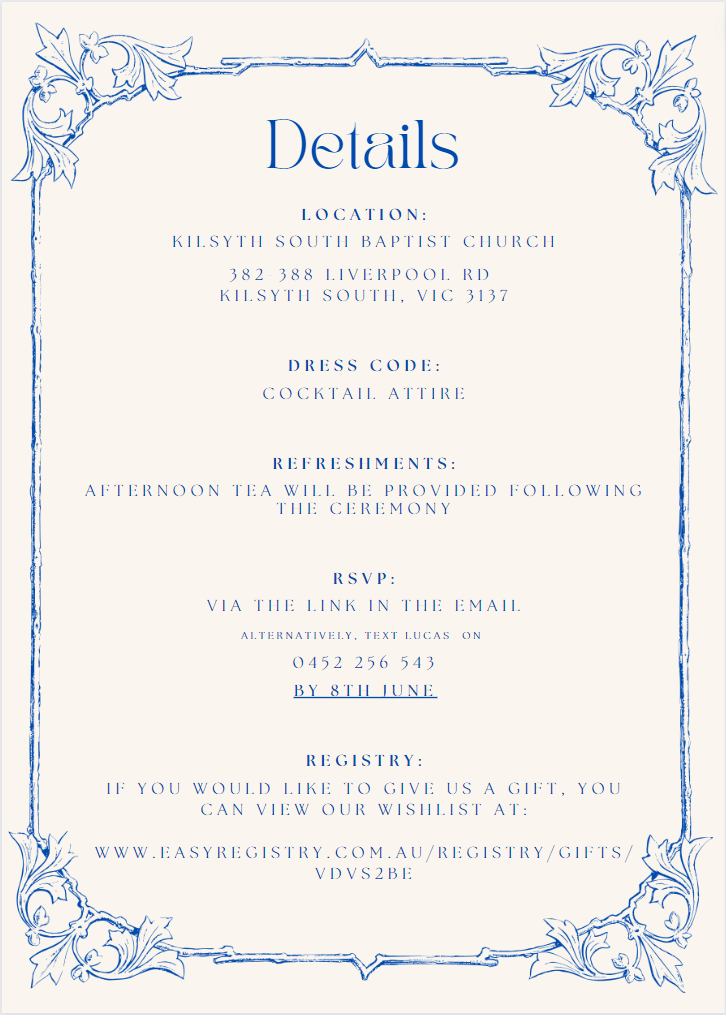 Details
LOCATION:
KILSYTH SOUTH BAPTIST CHURCH
382-388 LIVERPOOL RD
KILSYTH SOUTH, VIC 3137
DRESS CODE:
COCKTAIL ATTIRE
REFRESHMENTS:
AFTERNOON TEA WILL BE PROVIDED FOLLOWING
THE CEREMONY
RSVP:
VIA THE LINK IN THE EMAIL
ALTERNATIVELY, TEXT LUCAS ON
0452 256 543
BY 8TH JUNE
REGISTRY:
IF YOU WOULD LIKE TO GIVE US A GIFT, YOU
CAN VIEW OUR WISHLIST AT:
WWW.EASYREGISTRY.COM.AU/REGISTRY/GIFTS/
VDVS2BE